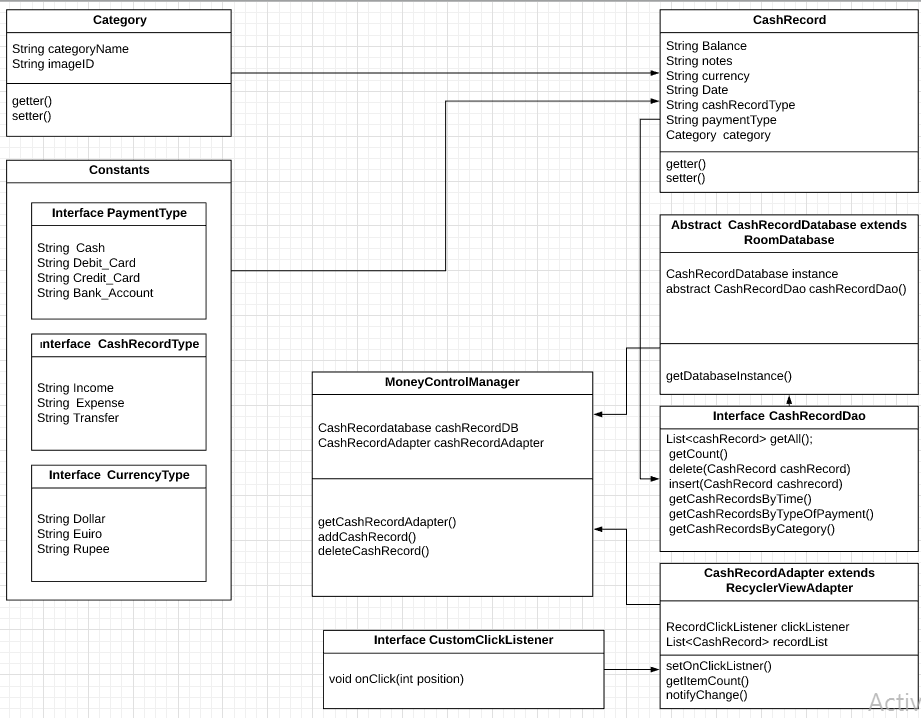 Category
String categoryName
String imageID
getter()
setter()
Constants
Interface PaymentType
String  Cash
String Debit_Card
String Credit_Card
String Bank_Account
Interface  CashRecordType
String Income
String  Expense
String Transfer
Interface  CurrencyType
String Dollar
String Euiro
String Rupee
MoneyControlManager
CashRecordatabase cashRecordDB
CashRecordAdapter cashRecordAdapter
getCashRecordAdapter()
addCashRecord()
deleteCashRecord()
Interface CustomClickListener
void onClick(int position)
CashRecord
String Balance
String notes
String currency
String Date
String cashRecordType
String paymentType
Category  category
getter()
setter()
Abstract  CashRecordDatabase extends
RoomDatabase
CashRecordDatabase instance
abstract CashRecordDao cashRecordDao()
getDatabaseInstance()
Interface CashRecordDao
List<cashRecord> getAll();
getCount()
delete(CashRecord cashRecord)
insert(CashRecord cashrecord)
getCashRecordsByTime()
getCashRecordsByTypeOfPayment()
getCashRecordsByCategory()
CashRecordAdapter extends
RecyclerViewAdapter
RecordClickListener clickListener
List<CashRecord> recordList
setOnClickListner()
getItemCount()
notifyChange()
Activ